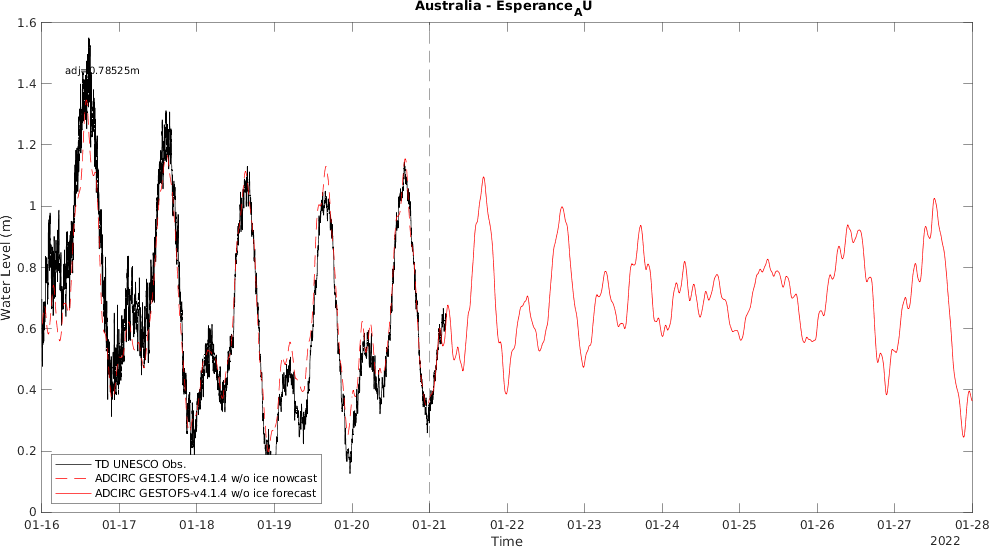 Australia - Esperance_AU
1.6
1.4
1.2
1
0.8
0.6
0.4
0.2
0
Water Level (m)
adj=0.78525m
TD UNESCO Obs.
ADCIRC GESTOFS-v4.1.4 w/o ice nowcast
ADCIRC GESTOFS-v4.1.4 w/o ice forecast
01-16 01-17 01-18 01-19 01-20 01-21 01-22 01-23 01-24 01-25 01-26 01-27 01-28
Time
2022